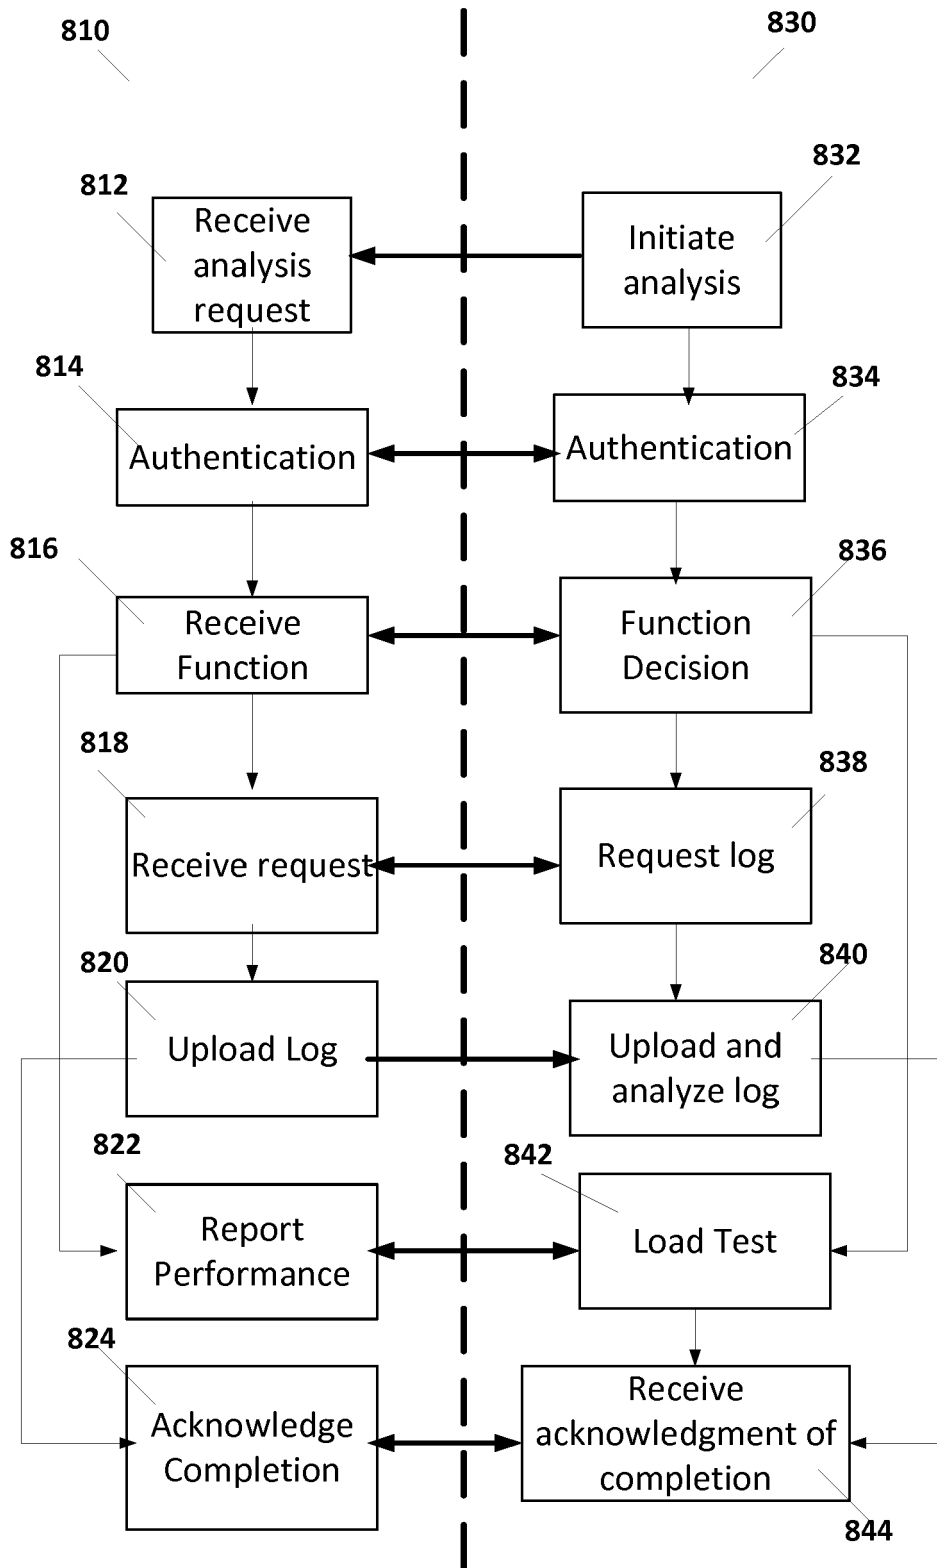 810
830
812
832
Receive
analysis
request
Initiate
analysis
814
834
Authentication
Authentication
816
836
Receive
Function
Function
Decision
818
838
Receive request
Request log
820
840
Upload Log
Upload and
analyze log
822
842
Report
Performance
Load Test
824
Acknowledge
Completion
Receive
acknowledgment of
completion
844